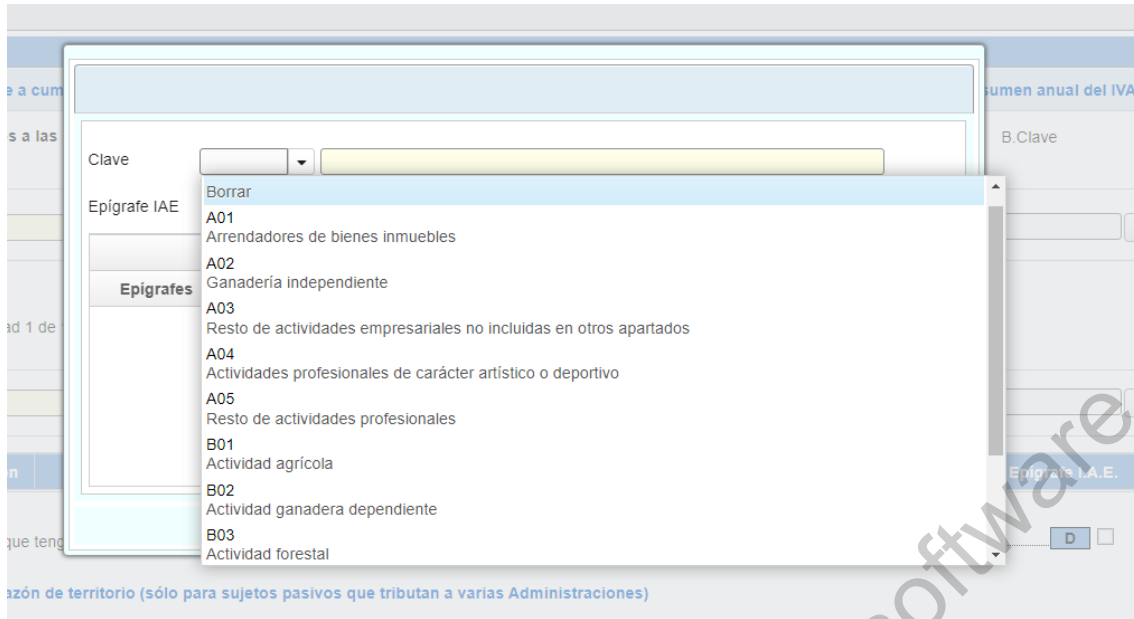 e a cum
sumen anual del IVA
s a las
B.Clave
Clave
Epígrafe IAE
Borrar
A01
Arrendadores de bienes inmuebles
A02
Ganadería independiente
Epígrafes
A03
Resto de actividades empresariales no incluidas en otros apartados
ad 1 de
A04
Actividades profesionales de carácter artístico o deportivo
A05
Resto de actividades profesionales
B01
Actividad agrícola
n
Epígrafe I.A.E.
B02
Actividad ganadera dependiente
B03
Actividad forestal
que teng
D
azón de territorio (sólo para sujetos pasivos que tributan a varias Administraciones)
software